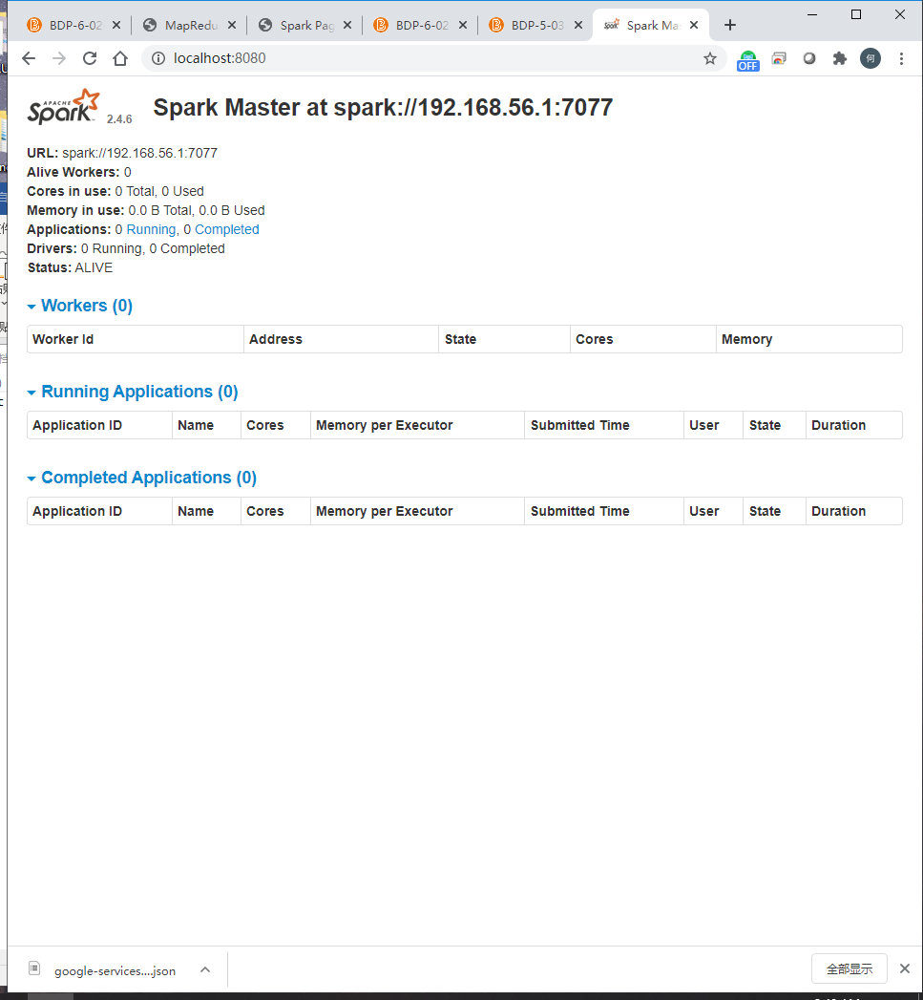 BDP-6-02
MapRedu
Spark Pag
BDP-6-02
BDP-5-03
Spark Ma
localhost:8080
OFF
何
APACHE
Spark 2.4.6
Spark Master at spark://192.168.56.1:7077
URL: spark://192.168.56.1:7077
Alive Workers: 0
Cores in use: 0 Total, 0 Used
Memory in use: 0.0 B Total, 0.0 B Used
Applications: 0 Running, 0 Completed
Drivers: 0 Running, 0 Completed
Status: ALIVE
Workers (0)
Worker Id Address State Cores Memory
Running Applications (0)
Application ID Name Cores Memory per Executor Submitted Time User State Duration
Completed Applications (0)
Application ID Name Cores Memory per Executor Submitted Time User State Duration
google-services....json
全部显示